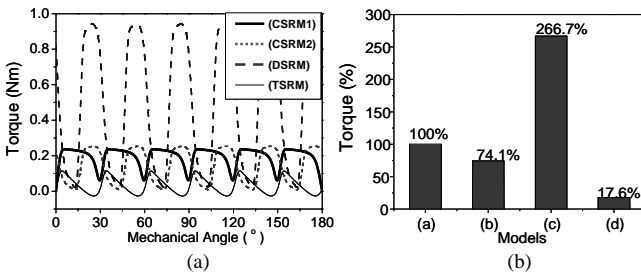 1.0
0.8
0.6
0.4
0.2
0.0
Torque (Nm)
(CSRM1)
(CSRM2)
(DSRM)
(TSRM)
0 30 60 90 120 150 180
Mechanical Angle ( ° )
(a)
300
250
200
150
100
50
0
Torque (%)
100%
74.1%
266.7%
17.6%
(a) (b) (c) (d)
Models
(b)